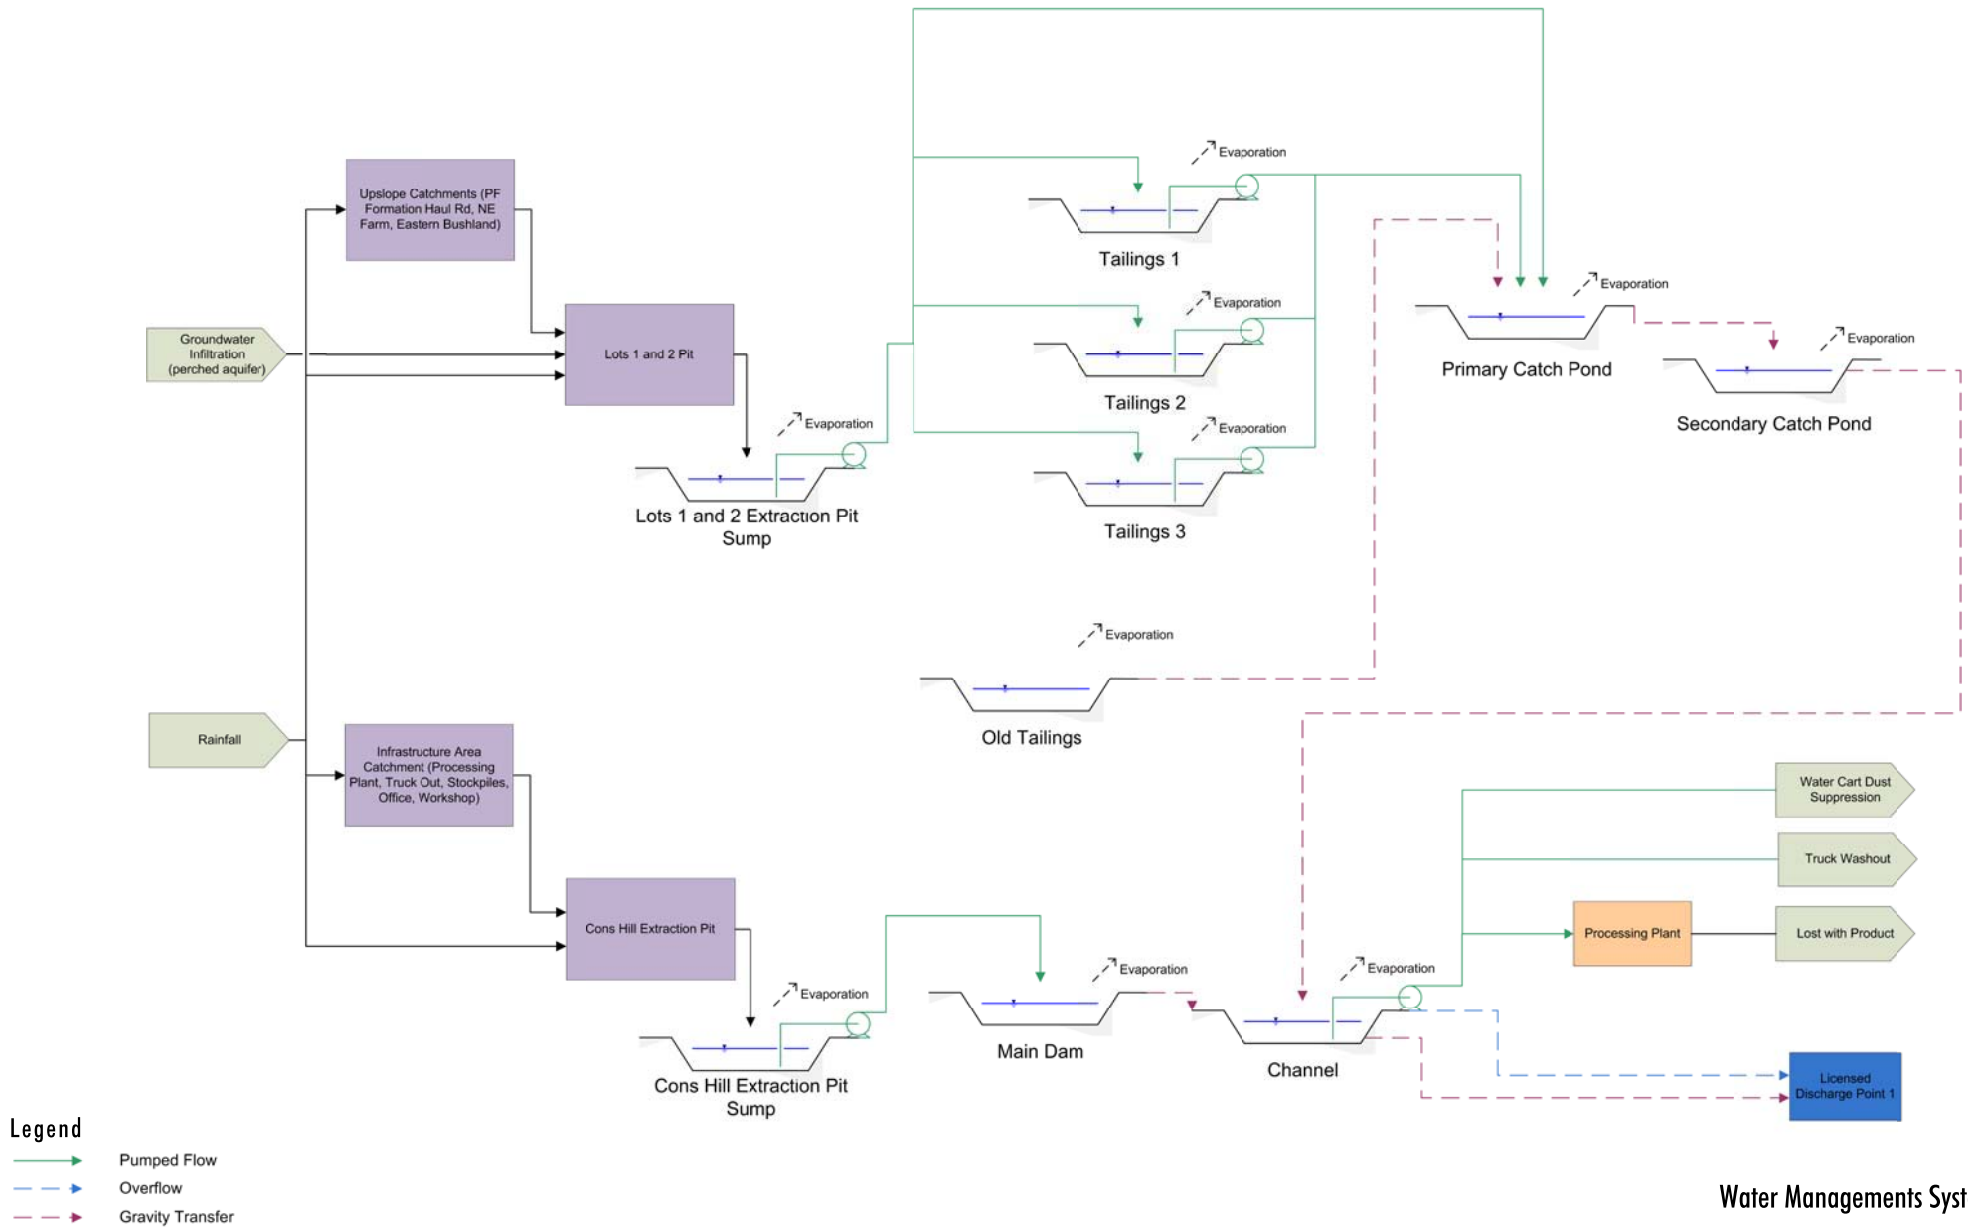 Evaporation
Upslope Catchments (PF
Formation Haul Rd, NE
Farm, Eastern Bushland)
Tailings 1
Groundwater
Infiltration
(perched aquifer)
Lots 1 and 2 Pit
Evaporation
Tailings 2
Evaporation
Primary Catch Pond
Evaporation
Secondary Catch Pond
Evaporation
Lots 1 and 2 Extraction Pit
Sump
Evaporation
Tailings 3
Evaporation
Old Tailings
Rainfall
Infrastructure Area
Catchment (Processing
Plant, Truck Out, Stockpiles,
Office, Workshop)
Water Cart Dust
Suppression
Truck Washout
Processing Plant
Lost with Product
Cons Hill Extraction Pit
Evaporation
Cons Hill Extraction Pit
Sump
Evaporation
Main Dam
Evaporation
Channel
Licensed
Discharge Point 1
Legend
Pumped Flow
Overflow
Gravity Transfer
Water Managements Syst